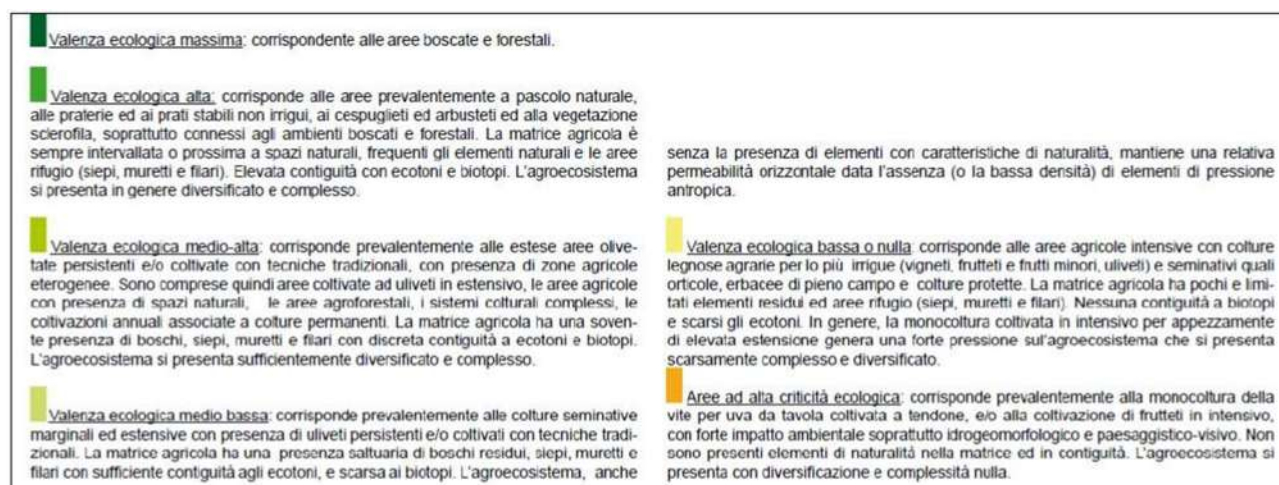 Valenza ecologica massima: corrispondente alle aree boscate e forestali.
Valenza ecologica alta: corrisponde alle aree prevalentemente a pascolo naturale,
alle praterie ed ai prati stabili non irrigui, ai cespuglieti ed arbusteti ed alla vegetazione
sclerofila, soprattutto connessi agli ambienti boscati e forestali. La matrice agricola è
sempre intervallata o prossima a spazi naturali, frequenti gli elementi naturali e le aree
rifugio (siepi, muretti e filari). Elevata contiguità con ecotoni e biotopi. L'agroecosistema
si presenta in genere diversificato e complesso.
Valenza ecologica medio-alta: corrisponde prevalentemente alle estese aree olive-
tate persistenti e/o coltivate con tecniche tradizionali, con presenza di zone agricole
eterogenee. Sono comprese quindi aree coltivate ad uliveti in estensivo, le aree agricole
con presenza di spazi naturali, le aree agroforestali, i sistemi colturali complessi, le
coltivazioni annuali associate a colture permanenti. La matrice agricola ha una soven-
te presenza di boschi, siepi, muretti e filari con discreta contiguità a ecotoni e biotopi.
L'agroecosistema si presenta sufficientemente diversificato e complesso.
Valenza ecologica medio bassa: corrisponde prevalentemente alle colture seminative
marginali ed estensive con presenza di uliveti persistenti e/o coltivati con tecniche tradi-
zionali. La matrice agricola ha una presenza saltuaria di boschi residui, siepi, muretti e
filari con sufficiente contiguità agli ecotoni, e scarsa ai biotopi. L'agroecosistema, anche
senza la presenza di elementi con caratteristiche di naturalità, mantiene una relativa
permeabilità orizzontale data l'assenza (o la bassa densità) di elementi di pressione
antropica.
Valenza ecologica bassa o nulla: corrisponde alle aree agricole intensive con colture
legnose agrarie per lo più irrigue (vigneti, frutteti e frutti minori, uliveti) e seminativi quali
orticole, erbacee di pieno campo e colture protette. La matrice agricola ha pochi e limi-
tati elementi residui ed aree rifugio (siepi, muretti e filari). Nessuna contiguità a biotopi
e scarsi gli ecotoni. In genere, la monocoltura coltivata in intensivo per appezzamente
di elevata estensione genera una forte pressione sul'agroecosistema che si presenta
scarsamente complesso e diversificato.
Aree ad alta criticità ecologica: corrisponde prevalentemente alla monocoltura della
vite per uva da tavola coltivata a tendone, e/o alla coltivazione di frutteti in intensivo,
con forte impatto ambientale soprattutto idrogeomorfologico e paesaggistico-visivo. Non
sono presenti elementi di naturalità nella matrice ed in contiguità. L'agroecosistema si
presenta con diversificazione e complessità nulla.